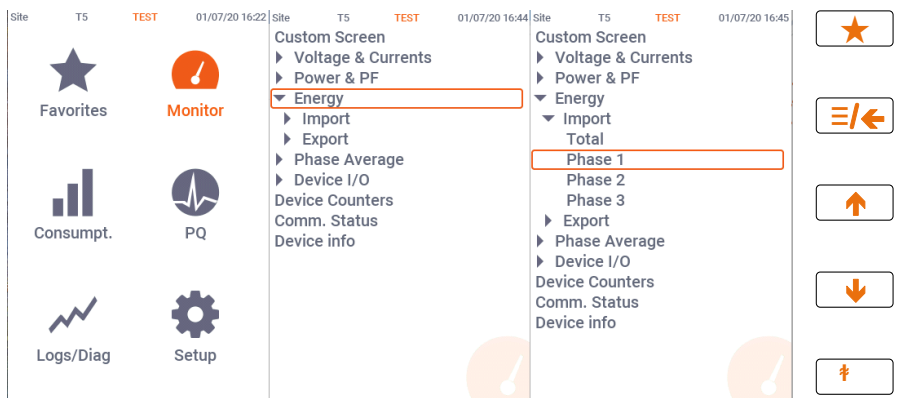 Site T5 TEST 01/07/20 16:22
Favorites Monitor
Consumpt. PQ
Logs/Diag Setup
Site T5 TEST 01/07/20 16:44
Custom Screen
Voltage & Currents
Power & PF
Energy
Import
Export
Phase Average
Device I/O
Device Counters
Comm. Status
Device info
Site T5 TEST 01/07/20 16:45
Custom Screen
Voltage & Currents
Power & PF
Energy
Import
Total
Phase 1
Phase 2
Phase 3
Export
Phase Average
Device I/O
Device Counters
Comm. Status
Device info